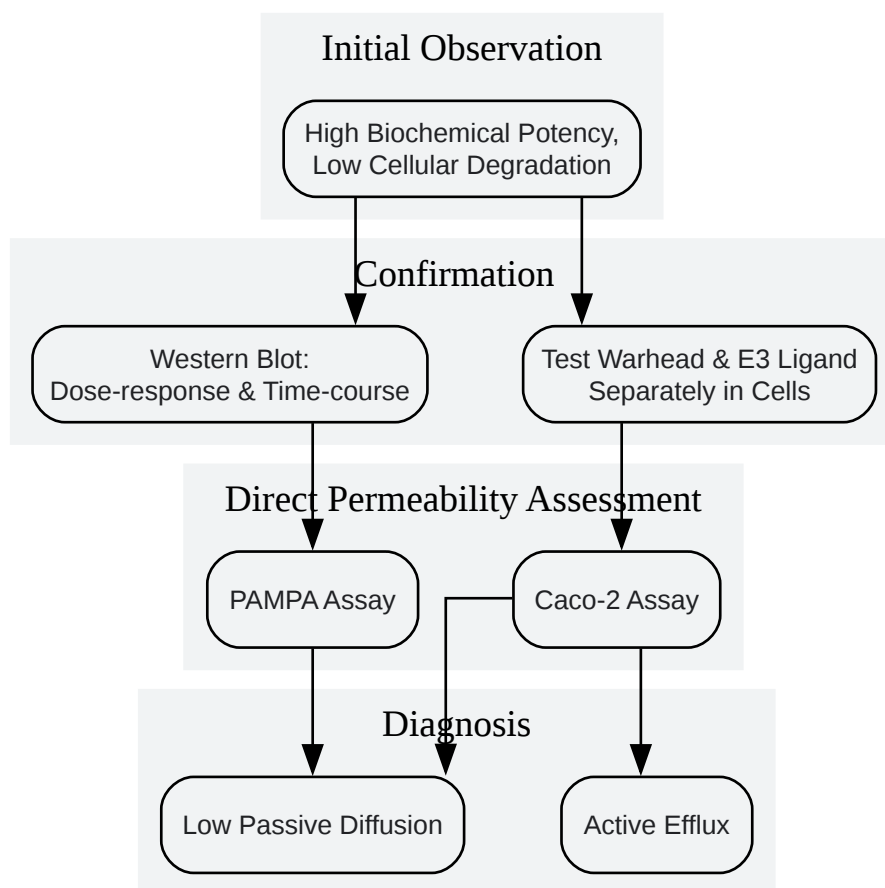 Initial Observation
High Biochemical Potency,
Low Cellular Degradation
Confirmation
Western Blot:
Dose-response & Time-course
Test Warhead & E3 Ligand
Separately in Cells
Direct Permeability Assessment
PAMPA Assay
Caco-2 Assay
Diagnosis
Low Passive Diffusion
Active Efflux